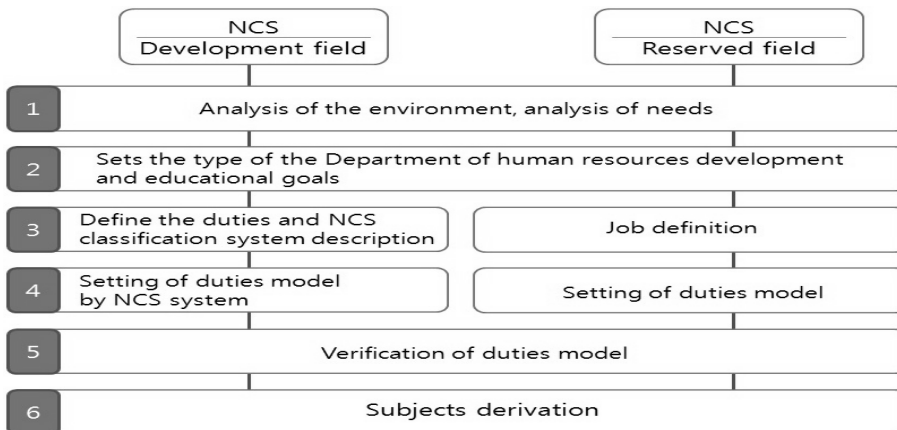 NCS
Development field
NCS
Reserved field
1
Analysis of the environment, analysis of needs
2
Sets the type of the Department of human resources development
and educational goals
3
Define the duties and NCS
classification system description
Job definition
4
Setting of duties model
by NCS system
Setting of duties model
5
Verification of duties model
6
Subjects derivation